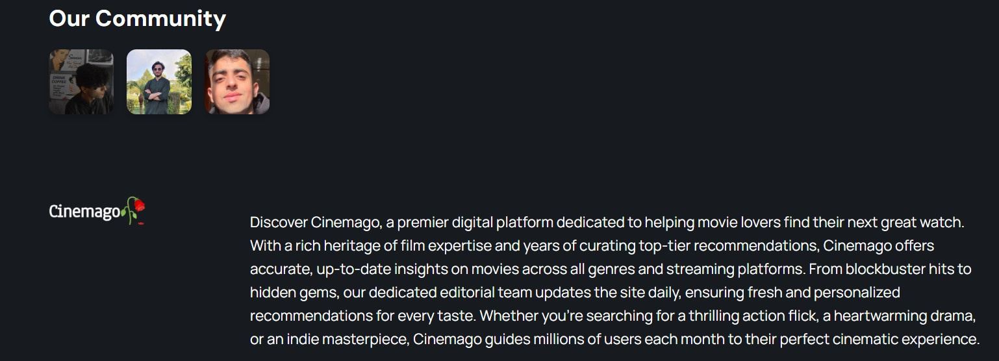 Our Community
DRINK
COFFEE
Cinemago
Discover Cinemago, a premier digital platform dedicated to helping movie lovers find their next great watch.
With a rich heritage of film expertise and years of curating top-tier recommendations, Cinemago offers
accurate, up-to-date insights on movies across all genres and streaming platforms. From blockbuster hits to
hidden gems, our dedicated editorial team updates the site daily, ensuring fresh and personalized
recommendations for every taste. Whether you're searching for a thrilling action flick, a heartwarming drama,
or an indie masterpiece, Cinemago guides millions of users each month to their perfect cinematic experience.